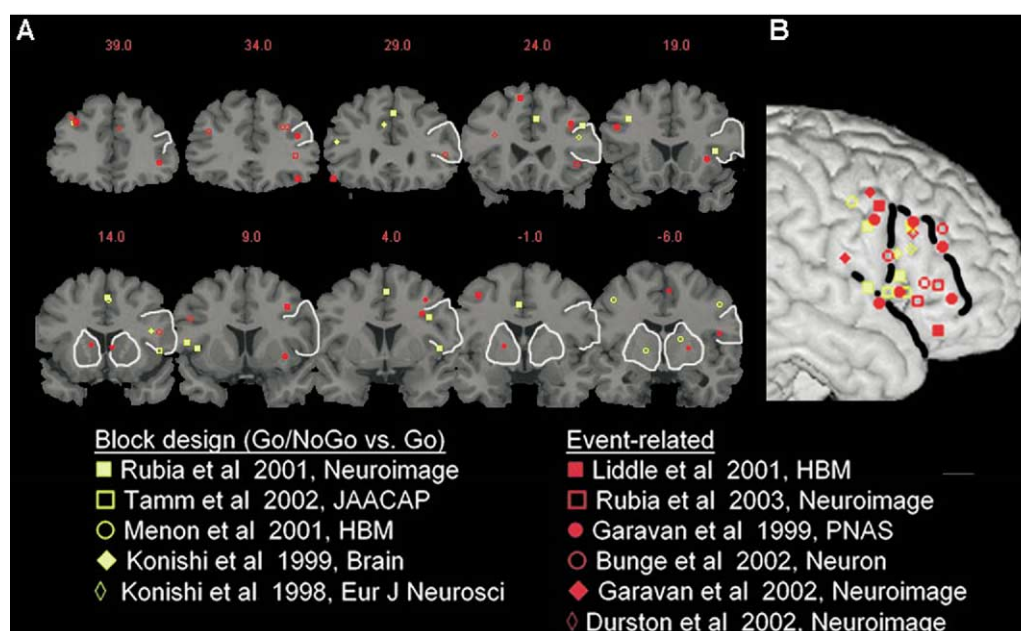 A
B
39.0 34.0 29.0 24.0 19.0
14.0 9.0 4.0 -1.0 -6.0
Block design (Go/NoGo vs. Go)
Rubia et al 2001, Neuroimage
Tamm et al 2002, JAACAP
Menon et al 2001, HBM
Konishi et al 1999, Brain
Konishi et al 1998, Eur J Neurosci
Event-related
Liddle et al 2001, HBM
Rubia et al 2003, Neuroimage
Garavan et al 1999, PNAS
Bunge et al 2002, Neuron
Garavan et al 2002, Neuroimage
Durston et al 2002, Neuroimage